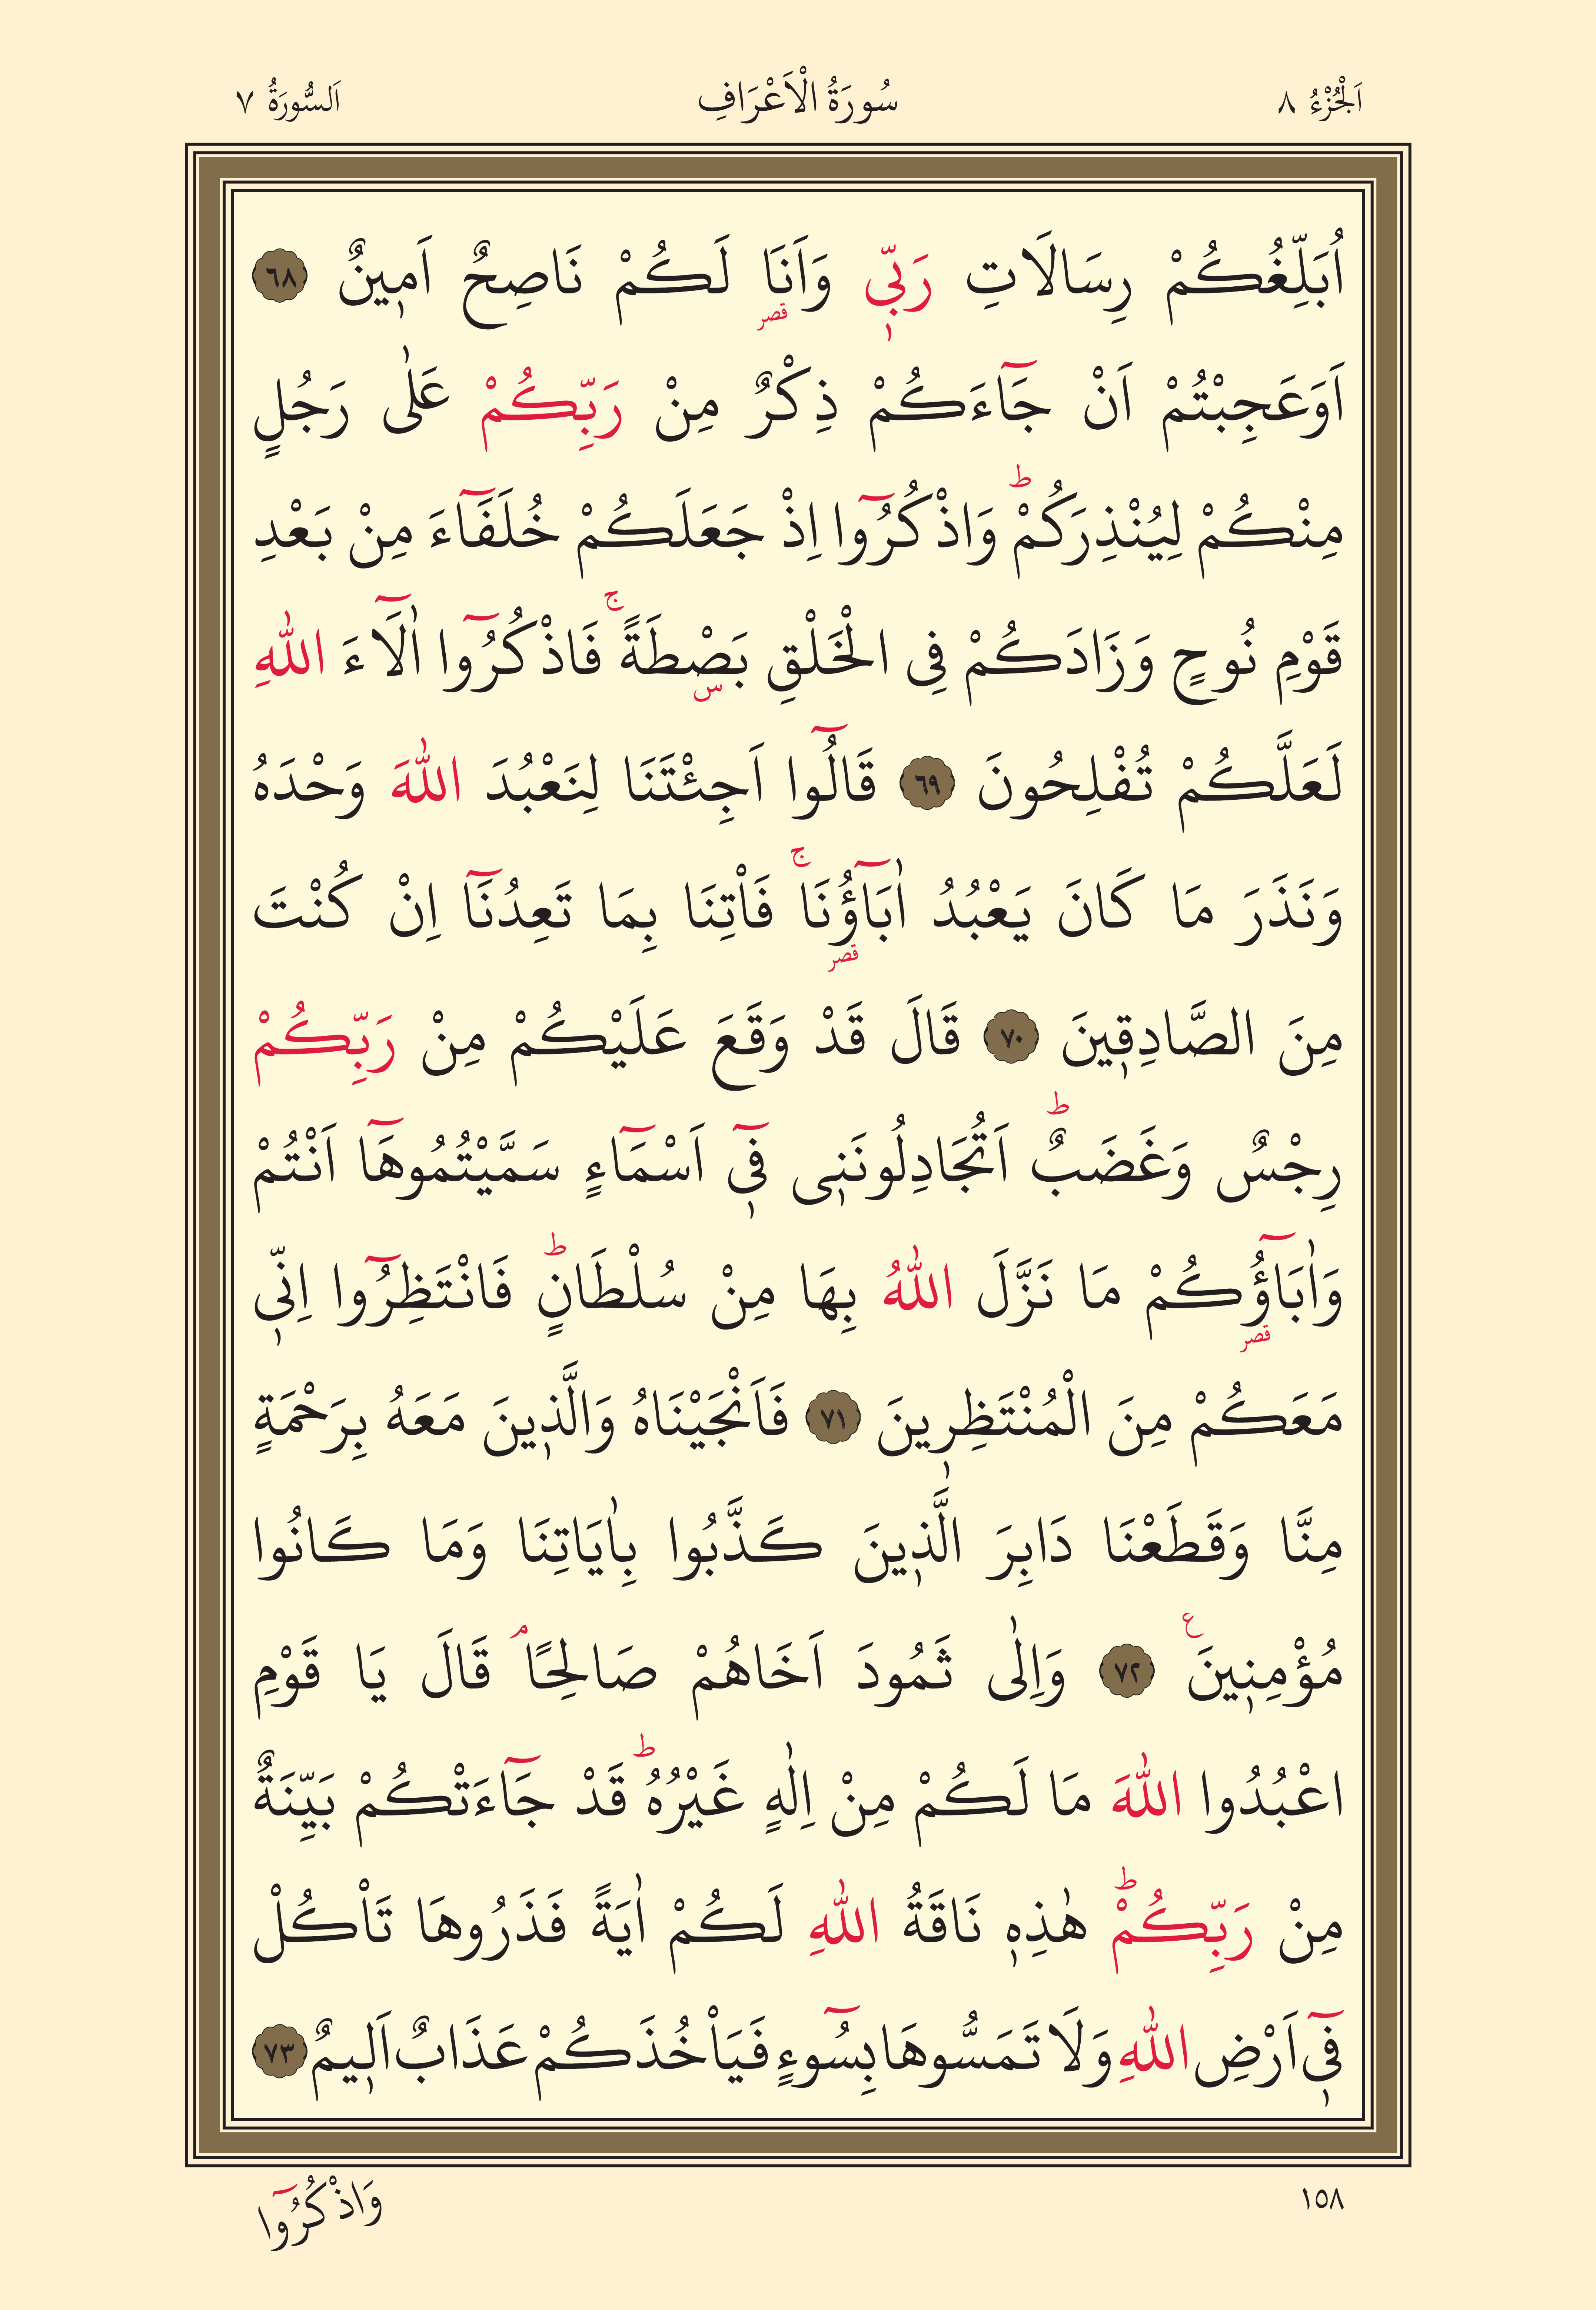 اَلْجُزْءُ ٨ سُورَةُ الْاَعْرَافِ اَلسُّورَةُ ٧
اُبَلِّغُكُمْ رِسَالَاتِ رَبّ۪ي وَاَنَا۬ لَكُمْ نَاصِحٌ اَم۪ينٌ ٦٨
قصر
اَوَعَجِبْتُمْ اَنْ جَٓاءَكُمْ ذِكْرٌ مِنْ رَبِّكُمْ عَلٰى رَجُلٍ
مِنْكُمْ لِيُنْذِرَكُمْۜ وَاذْكُرُٓوا اِذْ جَعَلَكُمْ خُلَفَٓاءَ مِنْ بَعْدِ
قَوْمِ نُوحٍ وَزَادَكُمْ فِى الْخَلْقِ بَصْۣطَةًۚ فَاذْكُرُٓوا اٰلَٓاءَ اللّٰهِ
لَعَلَّكُمْ تُفْلِحُونَ ٦٩ قَالُٓوا اَجِئْتَنَا لِنَعْبُدَ اللّٰهَ وَحْدَهُ
وَنَذَرَ مَا كَانَ يَعْبُدُ اٰبَٓاؤُ۬نَاۚ فَاْتِنَا بِمَا تَعِدُنَٓا اِنْ كُنْتَ
قصر
مِنَ الصَّادِق۪ينَ ٧٠ قَالَ قَدْ وَقَعَ عَلَيْكُمْ مِنْ رَبِّكُمْ
رِجْسٌ وَغَضَبٌۜ اَتُجَادِلُونَن۪ى ف۪ٓى اَسْمَٓاءٍ سَمَّيْتُمُوهَٓا اَنْتُمْ
وَاٰبَٓاؤُ۬كُمْ مَا نَزَّلَ اللّٰهُ بِهَا مِنْ سُلْطَانٍۜ فَانْتَظِرُٓوا اِنّ۪ى
قصر
مَعَكُمْ مِنَ الْمُنْتَظِر۪ينَ ٧١ فَاَنْجَيْنَاهُ وَالَّذ۪ينَ مَعَهُ بِرَحْمَةٍ
مِنَّا وَقَطَعْنَا دَابِرَ الَّذ۪ينَ كَذَّبُوا بِاٰيَاتِنَا وَمَا كَانُوا
مُؤْمِن۪ينَ ع ٧٢ وَاِلٰى ثَمُودَ اَخَاهُمْ صَالِحًاۢ قَالَ يَا قَوْمِ
اعْبُدُوا اللّٰهَ مَا لَكُمْ مِنْ اِلٰهٍ غَيْرُهُۜ قَدْ جَٓاءَتْكُمْ بَيِّنَةٌ
مِنْ رَبِّكُمْۜ هٰذِه۪ نَاقَةُ اللّٰهِ لَكُمْ اٰيَةً فَذَرُوهَا تَاْكُلْ
ف۪ٓى اَرْضِ اللّٰهِ وَلَا تَمَسُّوهَا بِسُٓوءٍ فَيَاْخُذَكُمْ عَذَابٌ اَل۪يمٌ ٧٣
١٥٨ وَاذْكُرُٓوا